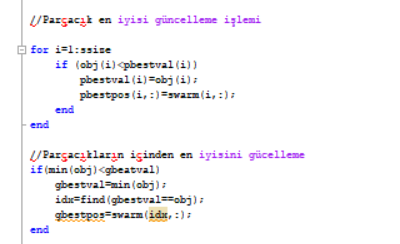 //Parçacık en iyisi güncelleme işlemi
for i=1:ssize
if (obj(i)<pbestval(i))
pbestval(i)=obj(i);
pbestpos(i,:)=swarm(i,:);
end
end
//Parçacıkların içinden en iyisini gücelleme
if(min(obj)<gbeatval)
gbestval=min(obj);
idx=find(gbestval==obj);
gbestpos=swarm(idx,:);
end